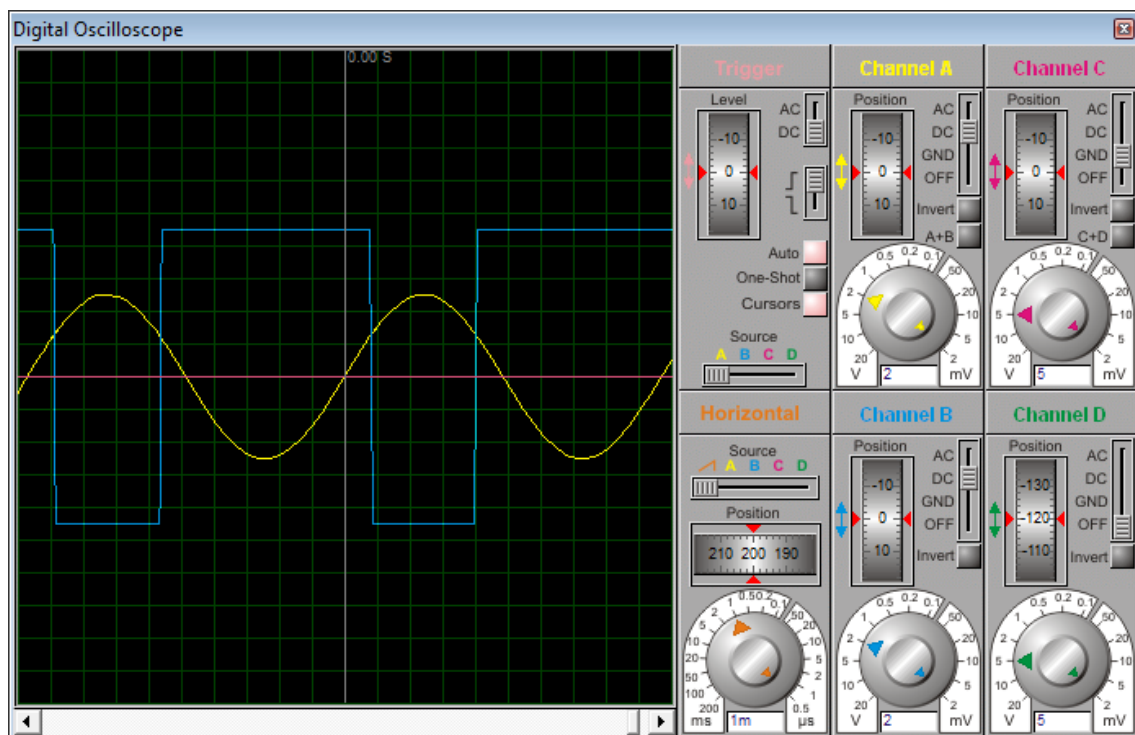 Digital Oscilloscope
0.00 S
Trigger
Level
AC
DC
-10
0
10
Auto
One-Shot
Cursors
Source
A B C D
Channel A
Position
AC
DC
GND
OFF
-10
0
10
Invert
A+B
20 10 5 2 1 0.5 0.2 0.1 50 20 10 5 2
V
2
mV
Channel C
Position
AC
DC
GND
OFF
-10
0
10
Invert
C+D
20 10 5 2 1 0.5 0.2 0.1 50 20 10 5 2
V
5
mV
Horizontal
Source
A B C D
Position
210 200 190
200 100 50 20 10 5 2 1 0.5 0.2 0.1 50 20 10 5 2 1 0.5
ms
1m
µs
Channel B
Position
AC
DC
GND
OFF
-10
0
10
Invert
20 10 5 2 1 0.5 0.2 0.1 50 20 10 5 2
V
2
mV
Channel D
Position
AC
DC
GND
OFF
-130
-120
-110
Invert
20 10 5 2 1 0.5 0.2 0.1 50 20 10 5 2
V
5
mV